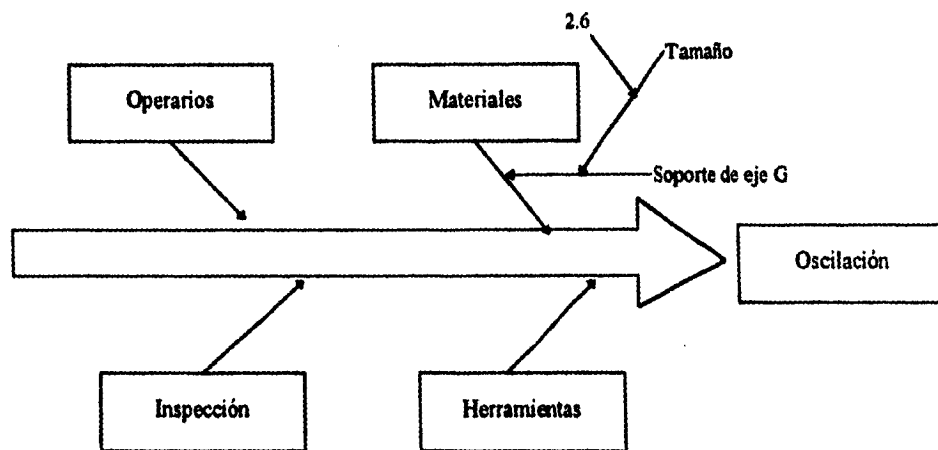 2.6
Tamaño
Operarios
Materiales
Soporte de eje G
Oscilación
Inspección
Herramientas